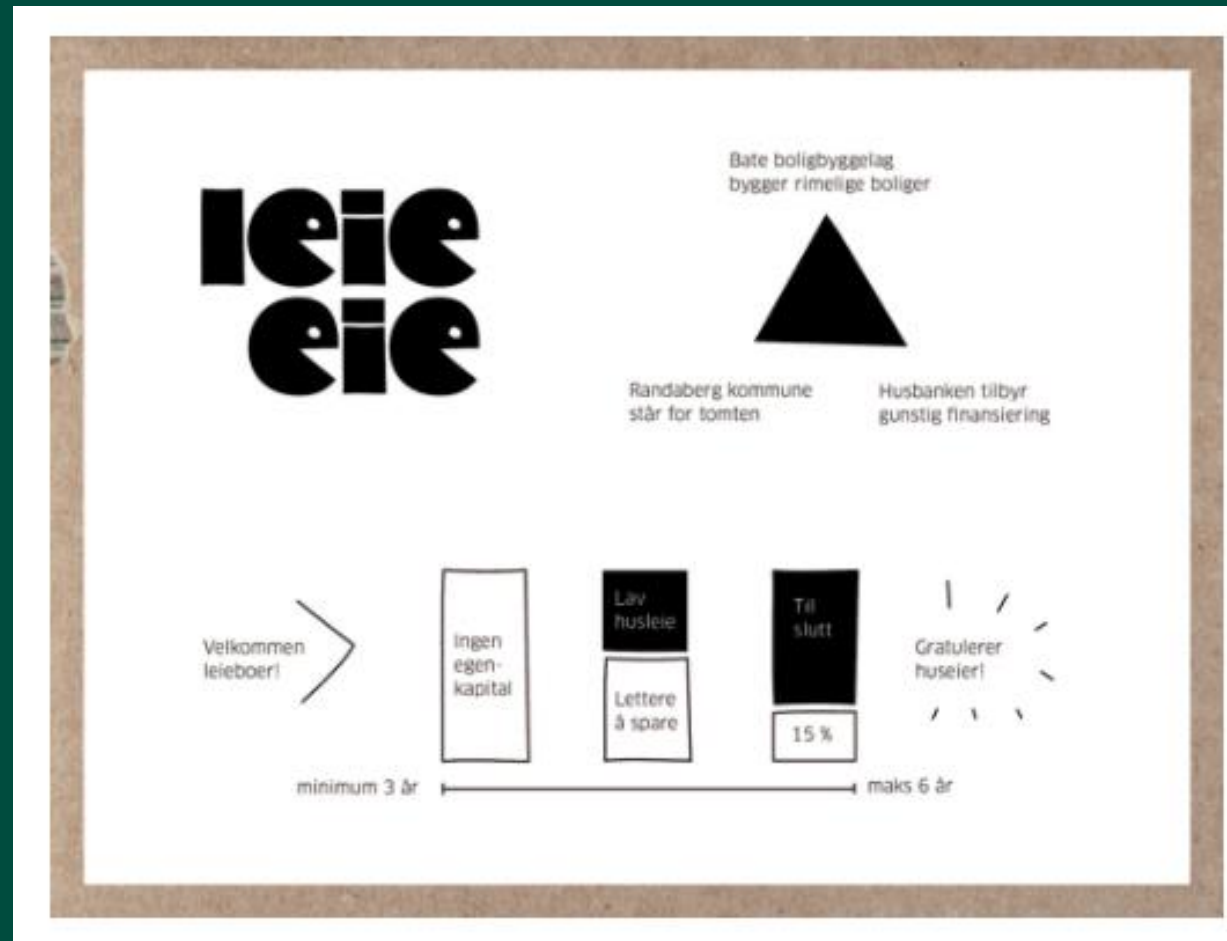 leie
eie
Bate boligbyggelag
bygger rimelige boliger
Randaberg kommune
står for tomten
Husbanken tilbyr
gunstig finansiering
Velkommen
leieboer!
Ingen
egen-
kapital
Lav
husleie
Lettere
å spare
Till
slutt
15 %
Gratulerer
huseier!
minimum 3 år
maks 6 år